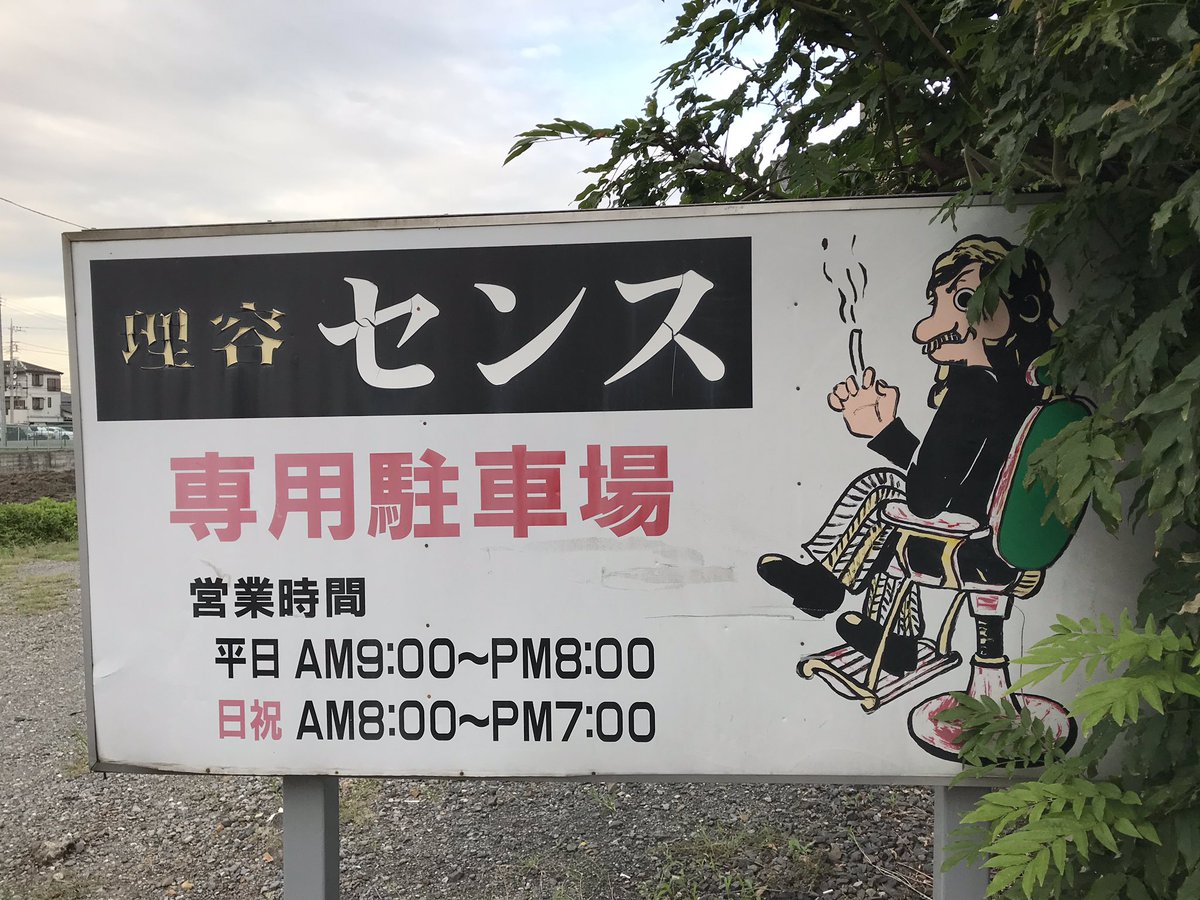 理容 センス
専用駐車場
営業時間
平日 AM9:00～PM8:00
日祝 AM8:00～PM7:00